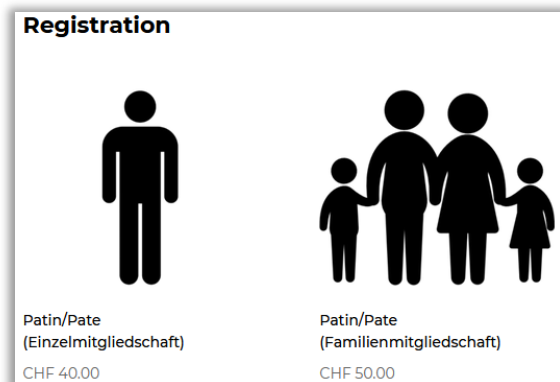 Registration
Patin/Pate
(Einzelmitgliedschaft)
CHF 40.00
Patin/Pate
(Familienmitgliedschaft)
CHF 50.00